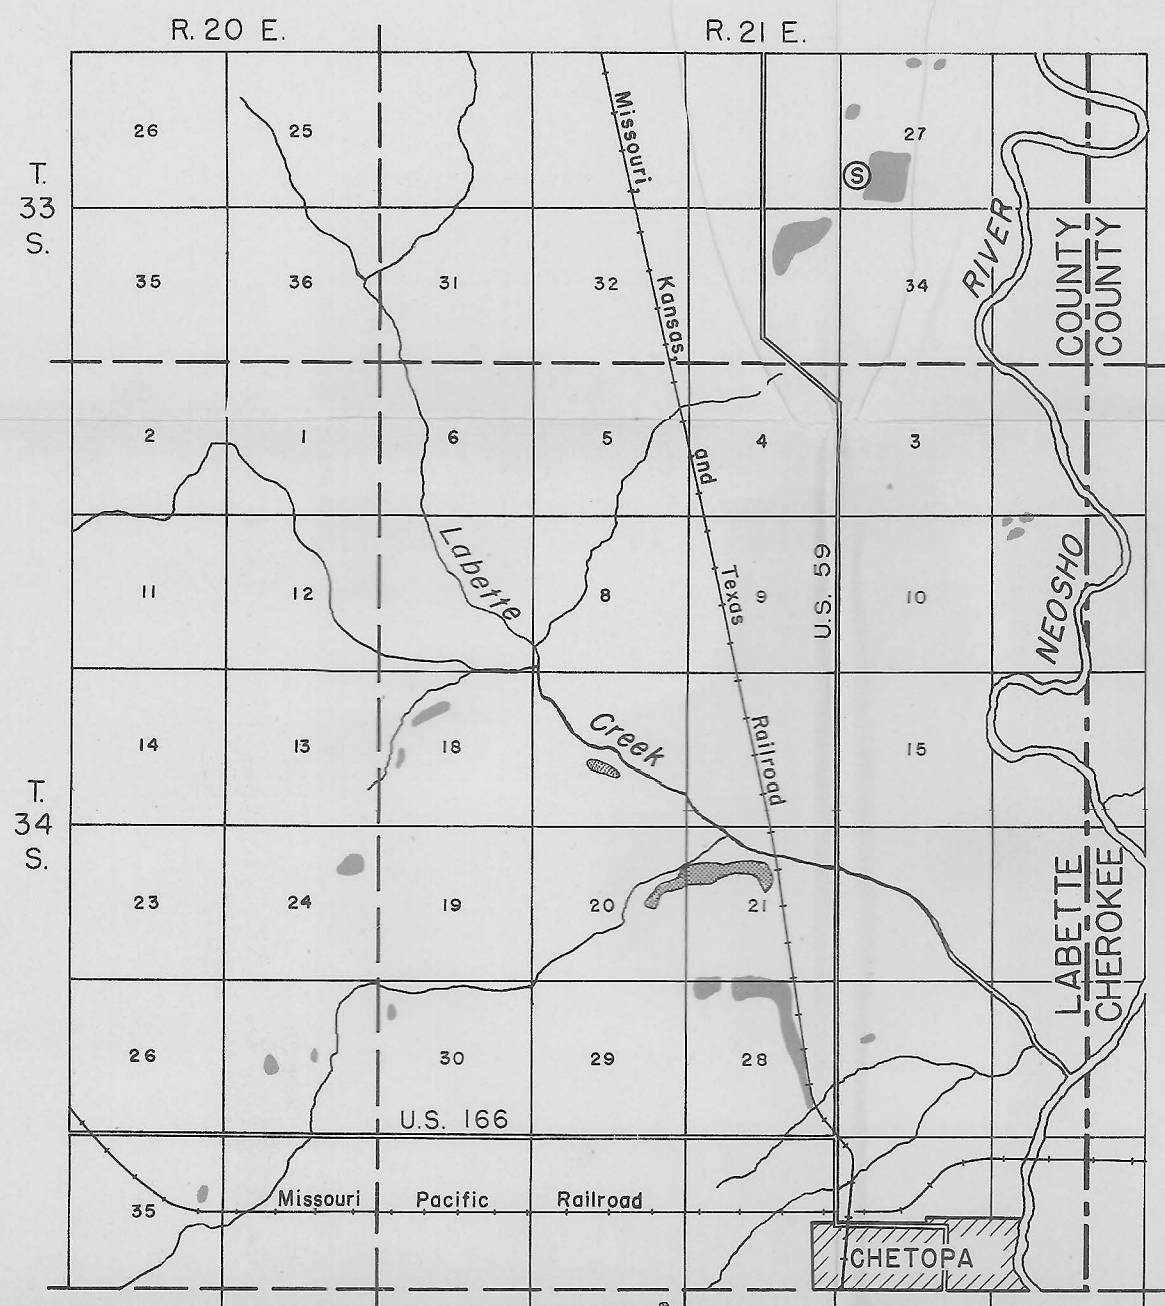 R. 20 E. R. 21 E.
T.
33
S.
26 25 27
S
Missouri,
35 36 31 32 34
Kansas,
RIVER
COUNTY
COUNTY
2 1 6 5 4 3
and
Labette
11 12 8 9 10
Texas
U.S. 59
NEOSHO
14 13 18 15
Creek
Railroad
T.
34
S.
23 24 19 20 21
LABETTE
CHEROKEE
26 30 29 28
U.S. 166
35
Missouri Pacific Railroad
CHETOPA